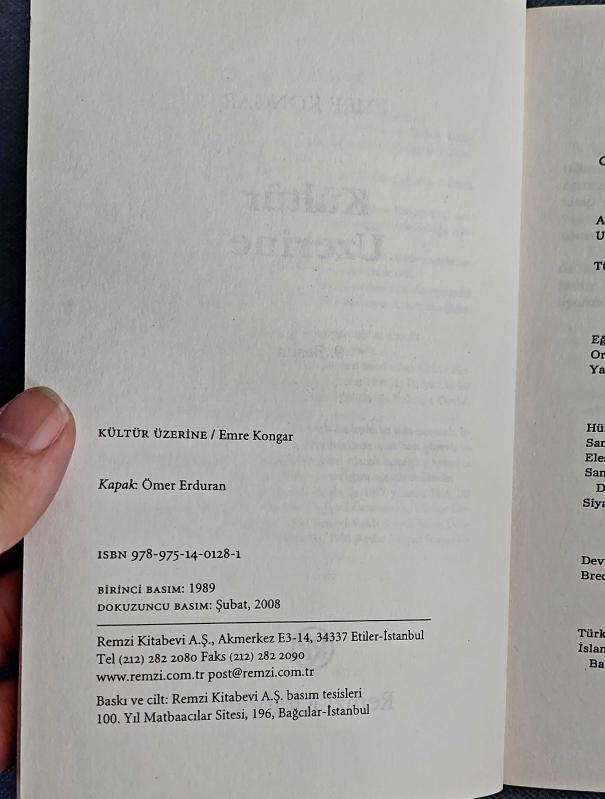 KÜLTÜR ÜZERİNE / Emre Kongar
Kapak: Ömer Erduran
ISBN 978-975-14-0128-1
BİRİNCİ BASIM: 1989
DOKUZUNCU BASIM: Şubat, 2008
Remzi Kitabevi A.Ş., Akmerkez E3-14, 34337 Etiler-İstanbul
Tel (212) 282 2080 Faks (212) 282 2090
www.remzi.com.tr post@remzi.com.tr
Baskı ve cilt: Remzi Kitabevi A.Ş. basım tesisleri
100. Yıl Matbaacılar Sitesi, 196, Bağcılar-İstanbul